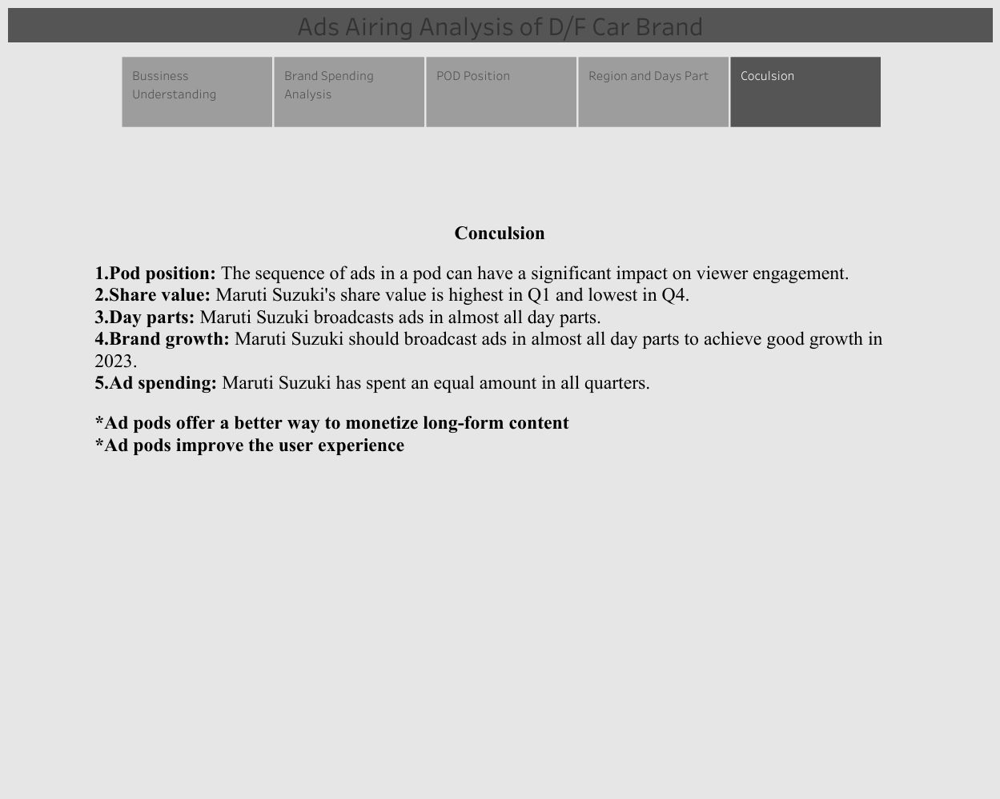 Ads Airing Analysis of D/F Car Brand
Bussiness
Understanding
Brand Spending
Analysis
POD Position
Region and Days Part
Coculsion
Conculsion
1.Pod position: The sequence of ads in a pod can have a significant impact on viewer engagement.
2.Share value: Maruti Suzuki's share value is highest in Q1 and lowest in Q4.
3.Day parts: Maruti Suzuki broadcasts ads in almost all day parts.
4.Brand growth: Maruti Suzuki should broadcast ads in almost all day parts to achieve good growth in
2023.
5.Ad spending: Maruti Suzuki has spent an equal amount in all quarters.
*Ad pods offer a better way to monetize long-form content
*Ad pods improve the user experience